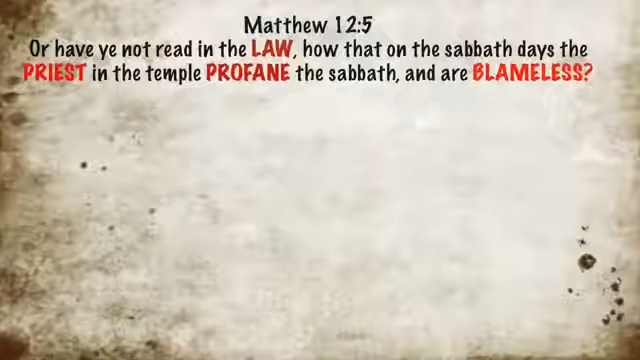 Matthew 12:5
Or have ye not read in the LAW, how that on the sabbath days the
PRIEST in the temple PROFANE the sabbath, and are BLAMELESS?